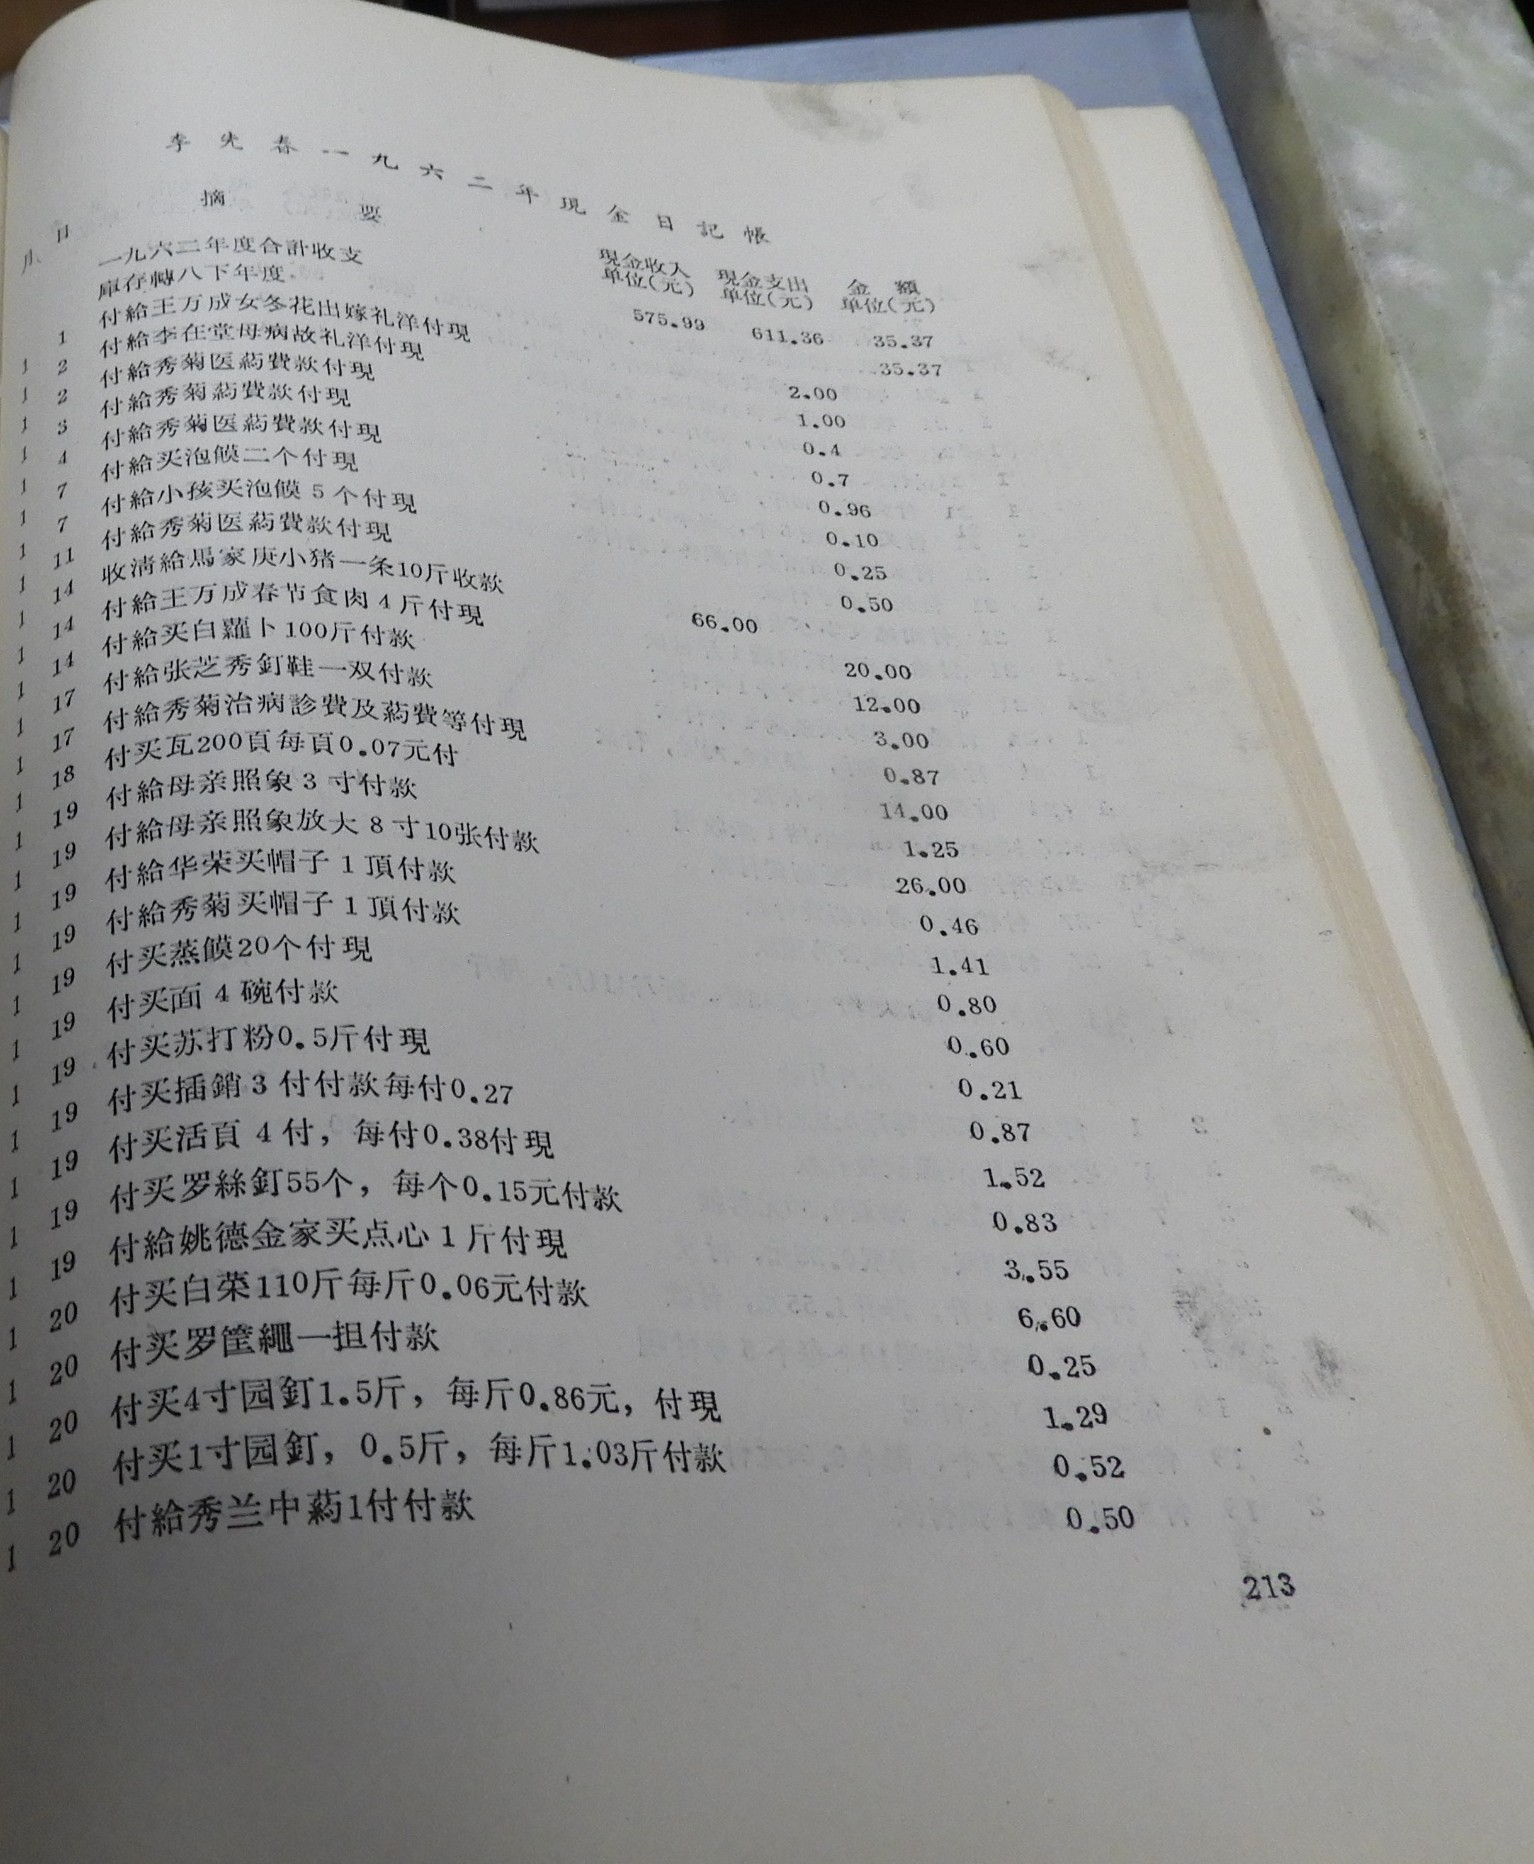 李先春一九六二年現金日記帳
月 日 摘要 現金收入 单位(元) 現金支出 单位(元) 金額 单位(元)
一九六二年度合計收支 575.99 611.36 35.37
庫存轉八下年度 35.37
1 1 付給王万成女冬花出嫁礼洋付現 2.00
1 2 付給李在堂母病故礼洋付現 1.00
1 2 付給秀菊医葯費款付現 0.4
1 3 付給秀菊葯費款付現 0.7
1 4 付給秀菊医葯費款付現 0.96
1 7 付給买泡饃二个付現 0.10
1 7 付給小孩买泡饃5个付現 0.25
1 11 付給秀菊医葯費款付現 0.50
1 14 收清給馬家庚小猪一条10斤收款 66.00
1 14 付給王万成春节食肉4斤付現 20.00
1 14 付給买白蘿卜100斤付款 12.00
1 17 付給张芝秀釘鞋一双付款 3.00
1 17 付給秀菊治病診費及葯費等付現 0.87
1 18 付买瓦200頁每頁0.07元付 14.00
1 19 付給母亲照象3寸付款 1.25
1 19 付給母亲照象放大8寸10张付款 26.00
1 19 付給华荣买帽子1頂付款 0.46
1 19 付給秀菊买帽子1頂付款 1.41
1 19 付买蒸饃20个付現 0.80
1 19 付买面4碗付款 0.60
1 19 付买苏打粉0.5斤付現 0.21
1 19 付买插銷3付付款每付0.27 0.87
1 19 付买活頁4付，每付0.38付現 1.52
1 19 付买罗絲釘55个，每个0.15元付款 0.83
1 19 付給姚德金家买点心1斤付現 3.55
1 20 付买白菜110斤每斤0.06元付款 6.60
1 20 付买罗筐繩一担付款 0.25
1 20 付买4寸园釘1.5斤，每斤0.86元，付現 1.29
1 20 付买1寸园釘，0.5斤，每斤1.03斤付款 0.52
1 20 付給秀兰中葯1付付款 0.50
213